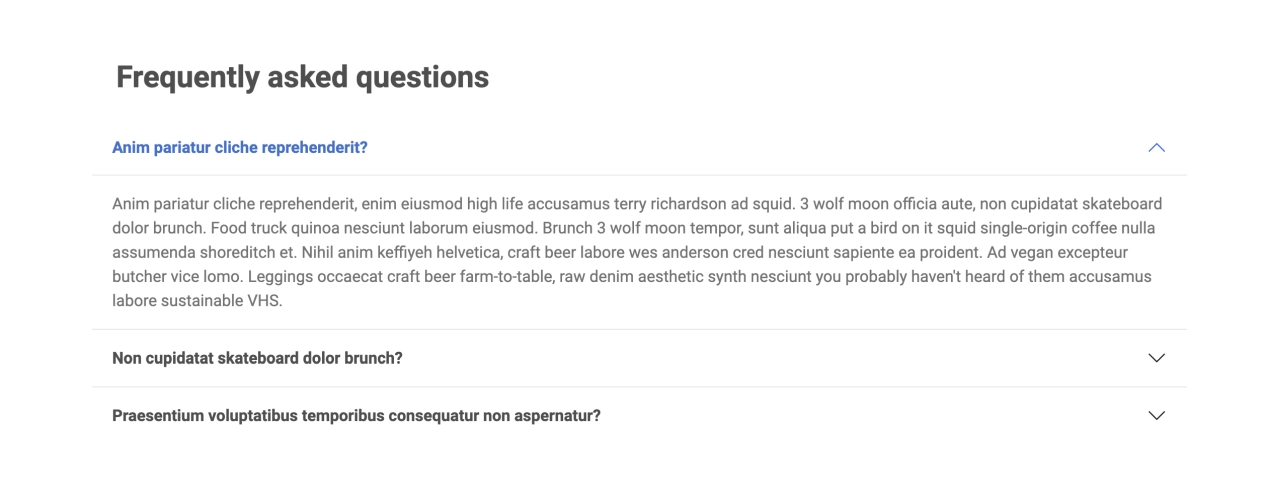 Frequently asked questions
Anim pariatur cliche reprehenderit?
Anim pariatur cliche reprehenderit, enim eiusmod high life accusamus terry richardson ad squid. 3 wolf moon officia aute, non cupidatat skateboard
dolor brunch. Food truck quinoa nesciunt laborum eiusmod. Brunch 3 wolf moon tempor, sunt aliqua put a bird on it squid single-origin coffee nulla
assumenda shoreditch et. Nihil anim keffiyeh helvetica, craft beer labore wes anderson cred nesciunt sapiente ea proident. Ad vegan excepteur
butcher vice lomo. Leggings occaecat craft beer farm-to-table, raw denim aesthetic synth nesciunt you probably haven't heard of them accusamus
labore sustainable VHS.
Non cupidatat skateboard dolor brunch?
Praesentium voluptatibus temporibus consequatur non aspernatur?